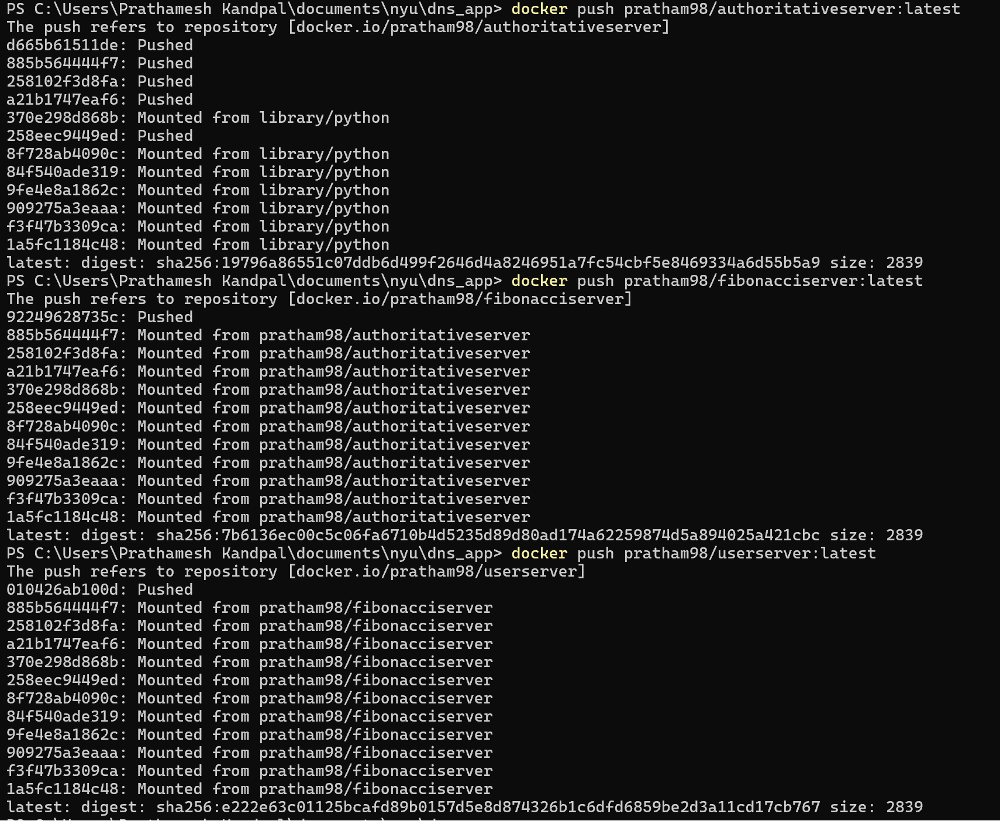 PS C:\Users\Prathamesh Kandpal\documents\nyu\dns_app> docker push pratham98/authoritativeserver:latest
The push refers to repository [docker.io/pratham98/authoritativeserver]
d665b61511de: Pushed
885b564444f7: Pushed
258102f3d8fa: Pushed
a21b1747eaf6: Pushed
370e298d868b: Mounted from library/python
258eec9449ed: Pushed
8f728ab4090c: Mounted from library/python
84f540ade319: Mounted from library/python
9fe4e8a1862c: Mounted from library/python
909275a3eaaa: Mounted from library/python
f3f47b3309ca: Mounted from library/python
1a5fc1184c48: Mounted from library/python
latest: digest: sha256:19796a86551c07ddb6d499f2646d4a8246951a7fc54cbf5e8469334a6d55b5a9 size: 2839
PS C:\Users\Prathamesh Kandpal\documents\nyu\dns_app> docker push pratham98/fibonacciserver:latest
The push refers to repository [docker.io/pratham98/fibonacciserver]
92249628735c: Pushed
885b564444f7: Mounted from pratham98/authoritativeserver
258102f3d8fa: Mounted from pratham98/authoritativeserver
a21b1747eaf6: Mounted from pratham98/authoritativeserver
370e298d868b: Mounted from pratham98/authoritativeserver
258eec9449ed: Mounted from pratham98/authoritativeserver
8f728ab4090c: Mounted from pratham98/authoritativeserver
84f540ade319: Mounted from pratham98/authoritativeserver
9fe4e8a1862c: Mounted from pratham98/authoritativeserver
909275a3eaaa: Mounted from pratham98/authoritativeserver
f3f47b3309ca: Mounted from pratham98/authoritativeserver
1a5fc1184c48: Mounted from pratham98/authoritativeserver
latest: digest: sha256:7b6136ec00c5c06fa6710b4d5235d89d80ad174a62259874d5a894025a421cbc size: 2839
PS C:\Users\Prathamesh Kandpal\documents\nyu\dns_app> docker push pratham98/userserver:latest
The push refers to repository [docker.io/pratham98/userserver]
010426ab100d: Pushed
885b564444f7: Mounted from pratham98/fibonacciserver
258102f3d8fa: Mounted from pratham98/fibonacciserver
a21b1747eaf6: Mounted from pratham98/fibonacciserver
370e298d868b: Mounted from pratham98/fibonacciserver
258eec9449ed: Mounted from pratham98/fibonacciserver
8f728ab4090c: Mounted from pratham98/fibonacciserver
84f540ade319: Mounted from pratham98/fibonacciserver
9fe4e8a1862c: Mounted from pratham98/fibonacciserver
909275a3eaaa: Mounted from pratham98/fibonacciserver
f3f47b3309ca: Mounted from pratham98/fibonacciserver
1a5fc1184c48: Mounted from pratham98/fibonacciserver
latest: digest: sha256:e222e63c01125bcafd89b0157d5e8d874326b1c6dfd6859be2d3a11cd17cb767 size: 2839